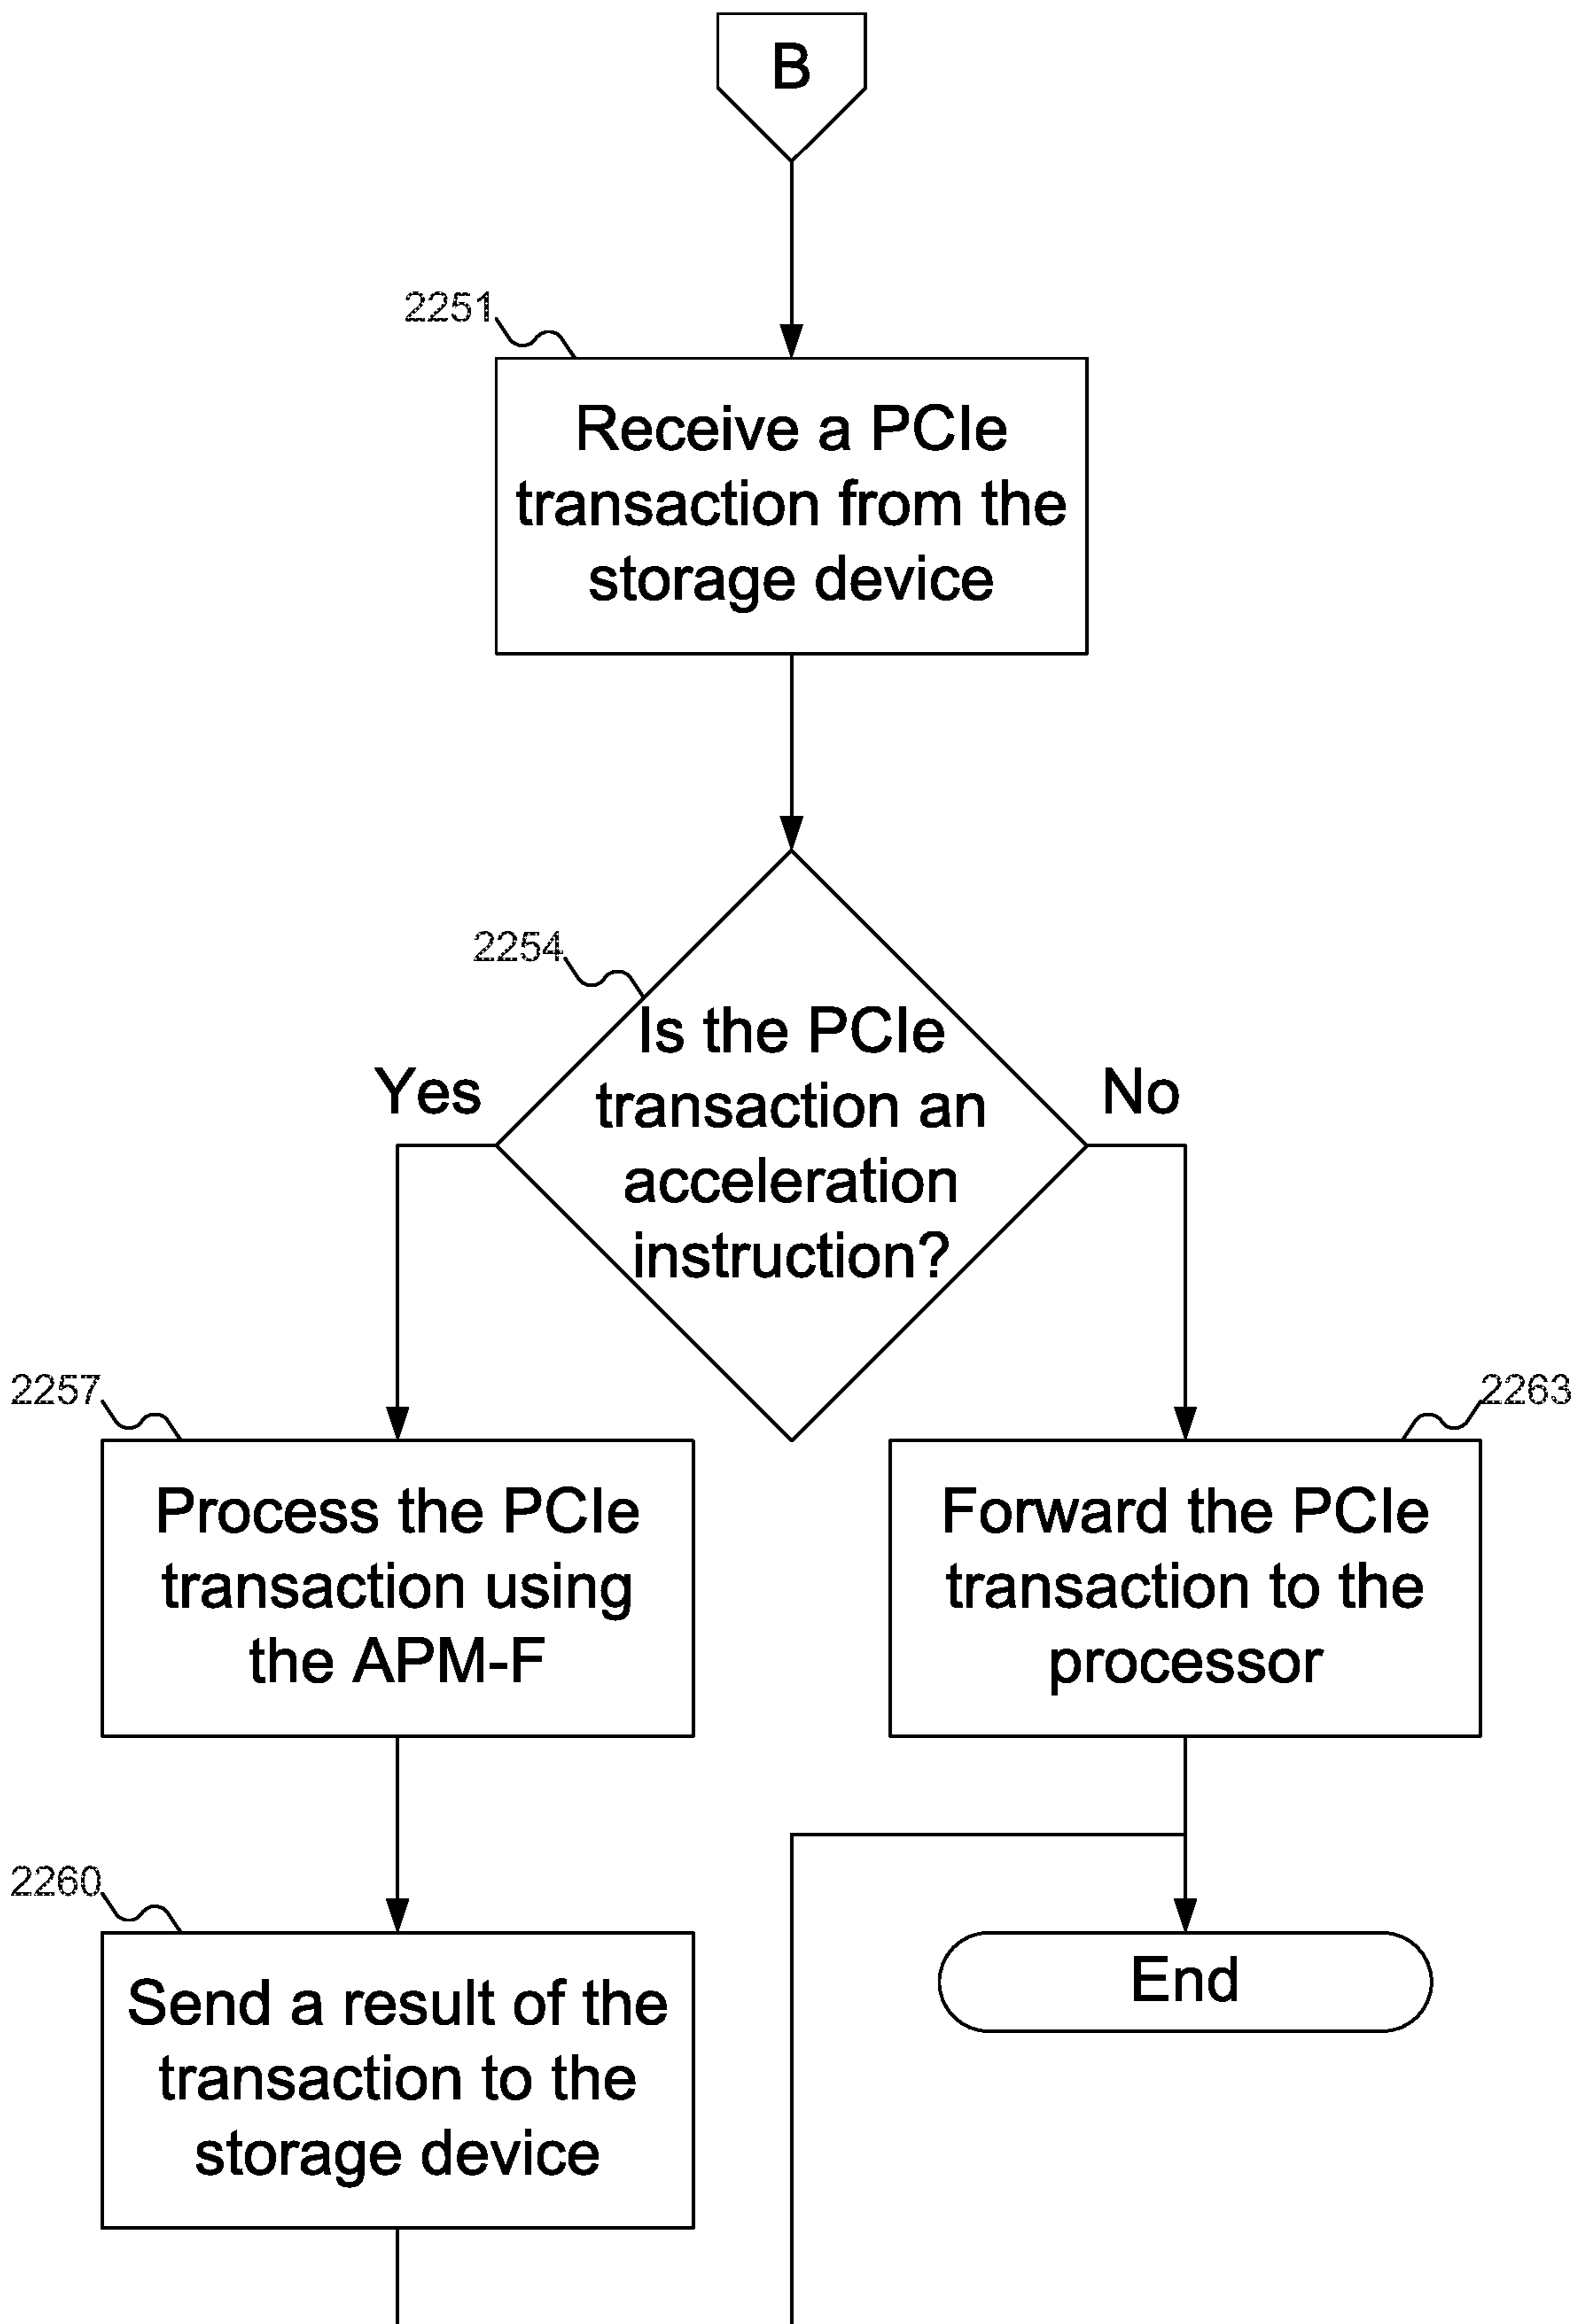 B
2251
Receive a PCIe
transaction from the
storage device
2254
Is the PCIe
transaction an
acceleration
instruction?
Yes
No
2257
Process the PCIe
transaction using
the APM-F
2263
Forward the PCIe
transaction to the
processor
2260
Send a result of the
transaction to the
storage device
End